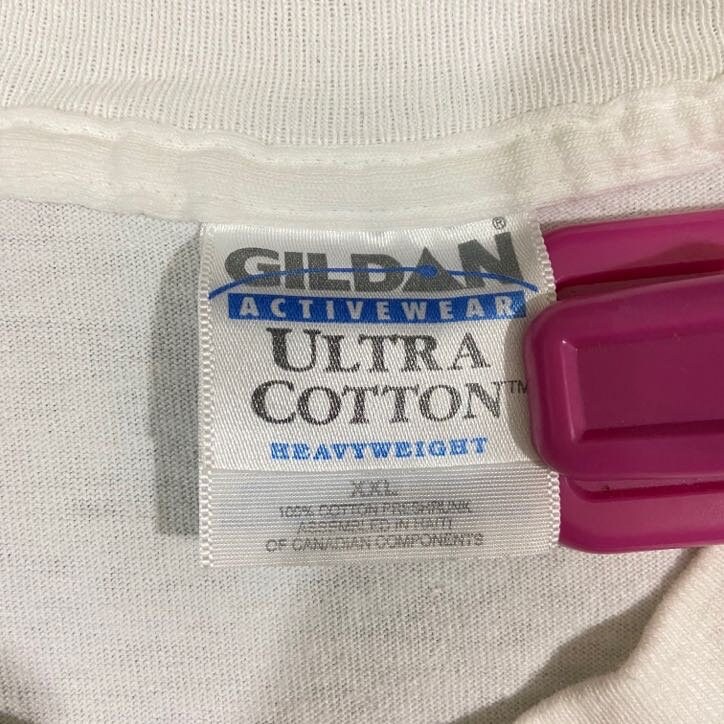 GILDAN®
ACTIVEWEAR
ULTRA
COTTON™
HEAVYWEIGHT
XXL
100% COTTON PRESHRUNK
ASSEMBLED IN HAITI
OF CANADIAN COMPONENTS